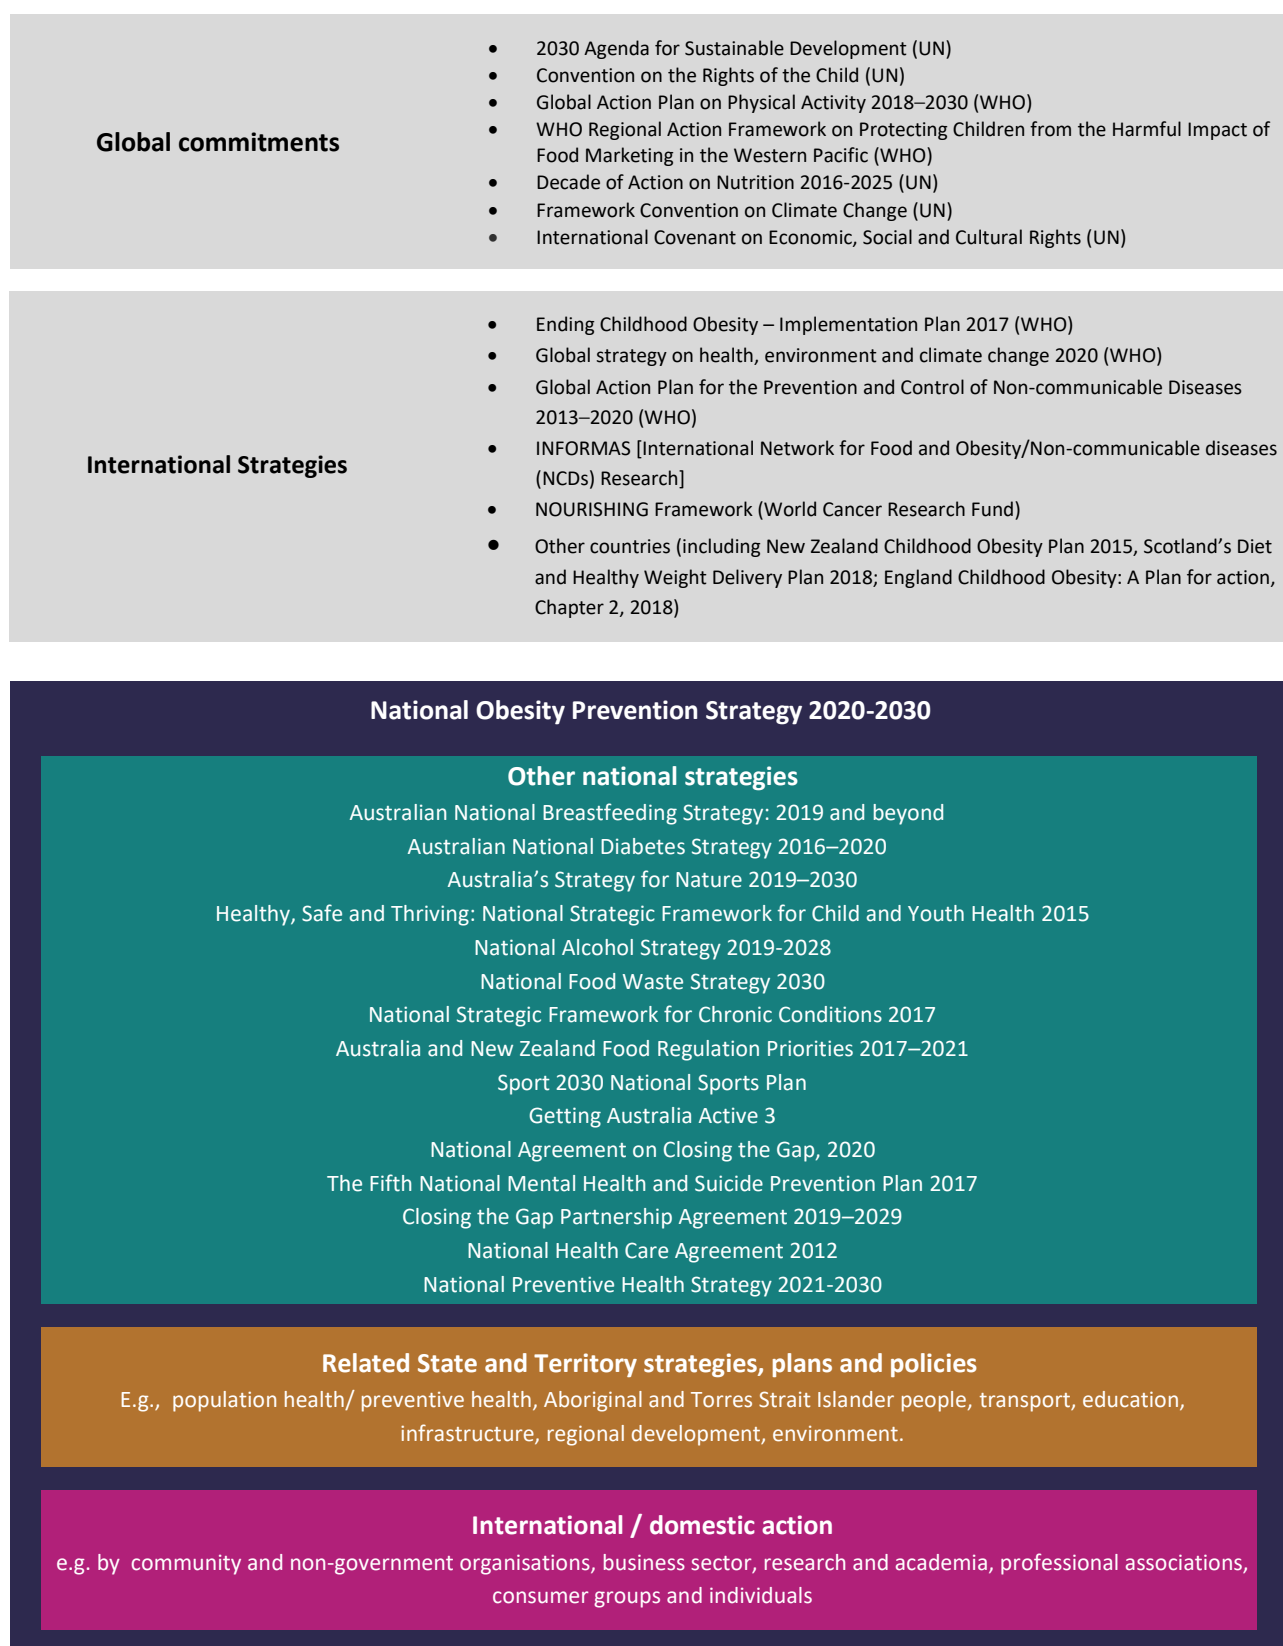 Global commitments
• 2030 Agenda for Sustainable Development (UN)
• Convention on the Rights of the Child (UN)
• Global Action Plan on Physical Activity 2018–2030 (WHO)
• WHO Regional Action Framework on Protecting Children from the Harmful Impact of
Food Marketing in the Western Pacific (WHO)
• Decade of Action on Nutrition 2016-2025 (UN)
• Framework Convention on Climate Change (UN)
• International Covenant on Economic, Social and Cultural Rights (UN)
International Strategies
• Ending Childhood Obesity – Implementation Plan 2017 (WHO)
• Global strategy on health, environment and climate change 2020 (WHO)
• Global Action Plan for the Prevention and Control of Non-communicable Diseases
2013–2020 (WHO)
• INFORMAS [International Network for Food and Obesity/Non-communicable diseases
(NCDs) Research]
• NOURISHING Framework (World Cancer Research Fund)
• Other countries (including New Zealand Childhood Obesity Plan 2015, Scotland’s Diet
and Healthy Weight Delivery Plan 2018; England Childhood Obesity: A Plan for action,
Chapter 2, 2018)
National Obesity Prevention Strategy 2020-2030
Other national strategies
Australian National Breastfeeding Strategy: 2019 and beyond
Australian National Diabetes Strategy 2016–2020
Australia’s Strategy for Nature 2019–2030
Healthy, Safe and Thriving: National Strategic Framework for Child and Youth Health 2015
National Alcohol Strategy 2019-2028
National Food Waste Strategy 2030
National Strategic Framework for Chronic Conditions 2017
Australia and New Zealand Food Regulation Priorities 2017–2021
Sport 2030 National Sports Plan
Getting Australia Active 3
National Agreement on Closing the Gap, 2020
The Fifth National Mental Health and Suicide Prevention Plan 2017
Closing the Gap Partnership Agreement 2019–2029
National Health Care Agreement 2012
National Preventive Health Strategy 2021-2030
Related State and Territory strategies, plans and policies
E.g., population health/ preventive health, Aboriginal and Torres Strait Islander people, transport, education,
infrastructure, regional development, environment.
International / domestic action
e.g. by community and non-government organisations, business sector, research and academia, professional associations,
consumer groups and individuals